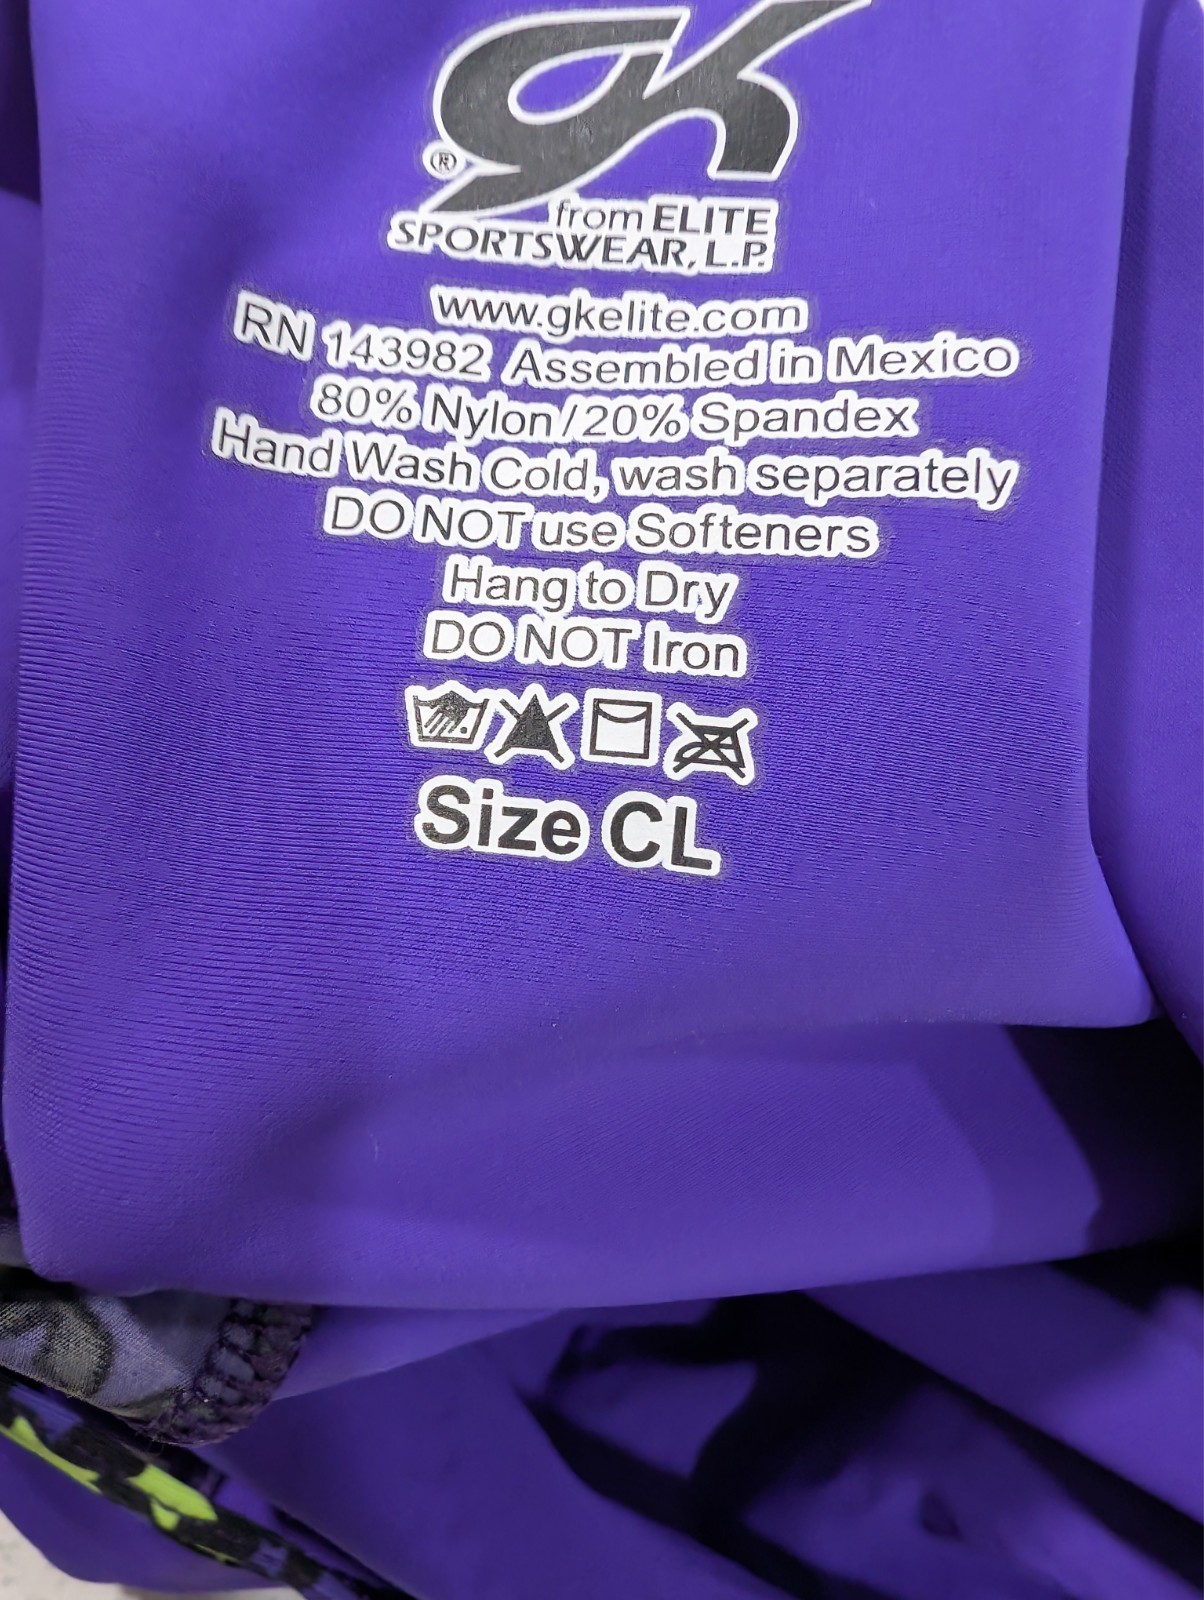 GK
®
from ELITE
SPORTSWEAR, L.P.
www.gkelite.com
RN 143982 Assembled in Mexico
80% Nylon/20% Spandex
Hand Wash Cold, wash separately
DO NOT use Softeners
Hang to Dry
DO NOT Iron
Size CL